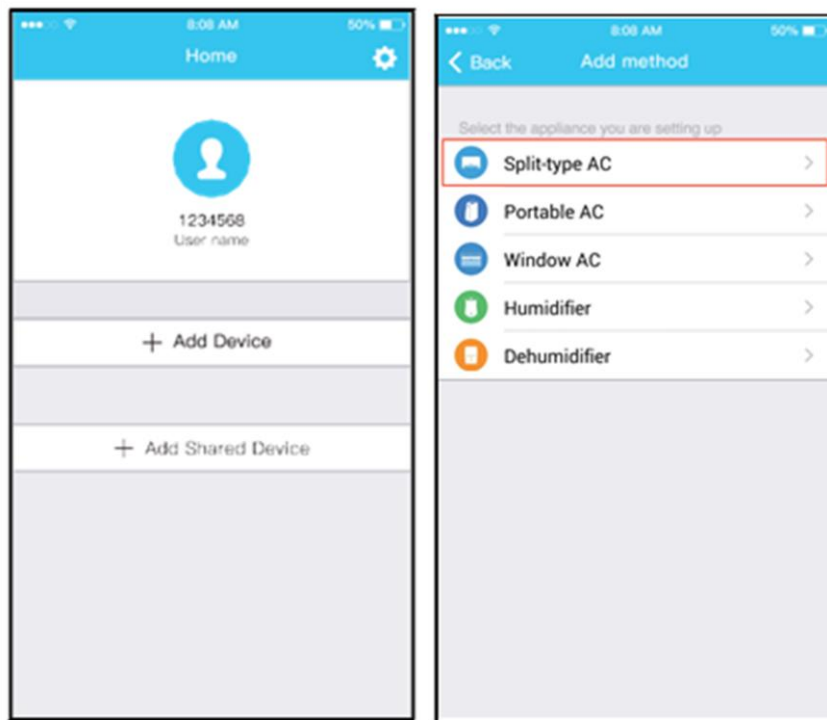 8:08 AM
50%
Home
1234568
User name
+ Add Device
+ Add Shared Device
8:08 AM
50%
Back
Add method
Select the appliance you are setting up
Split-type AC
Portable AC
Window AC
Humidifier
Dehumidifier